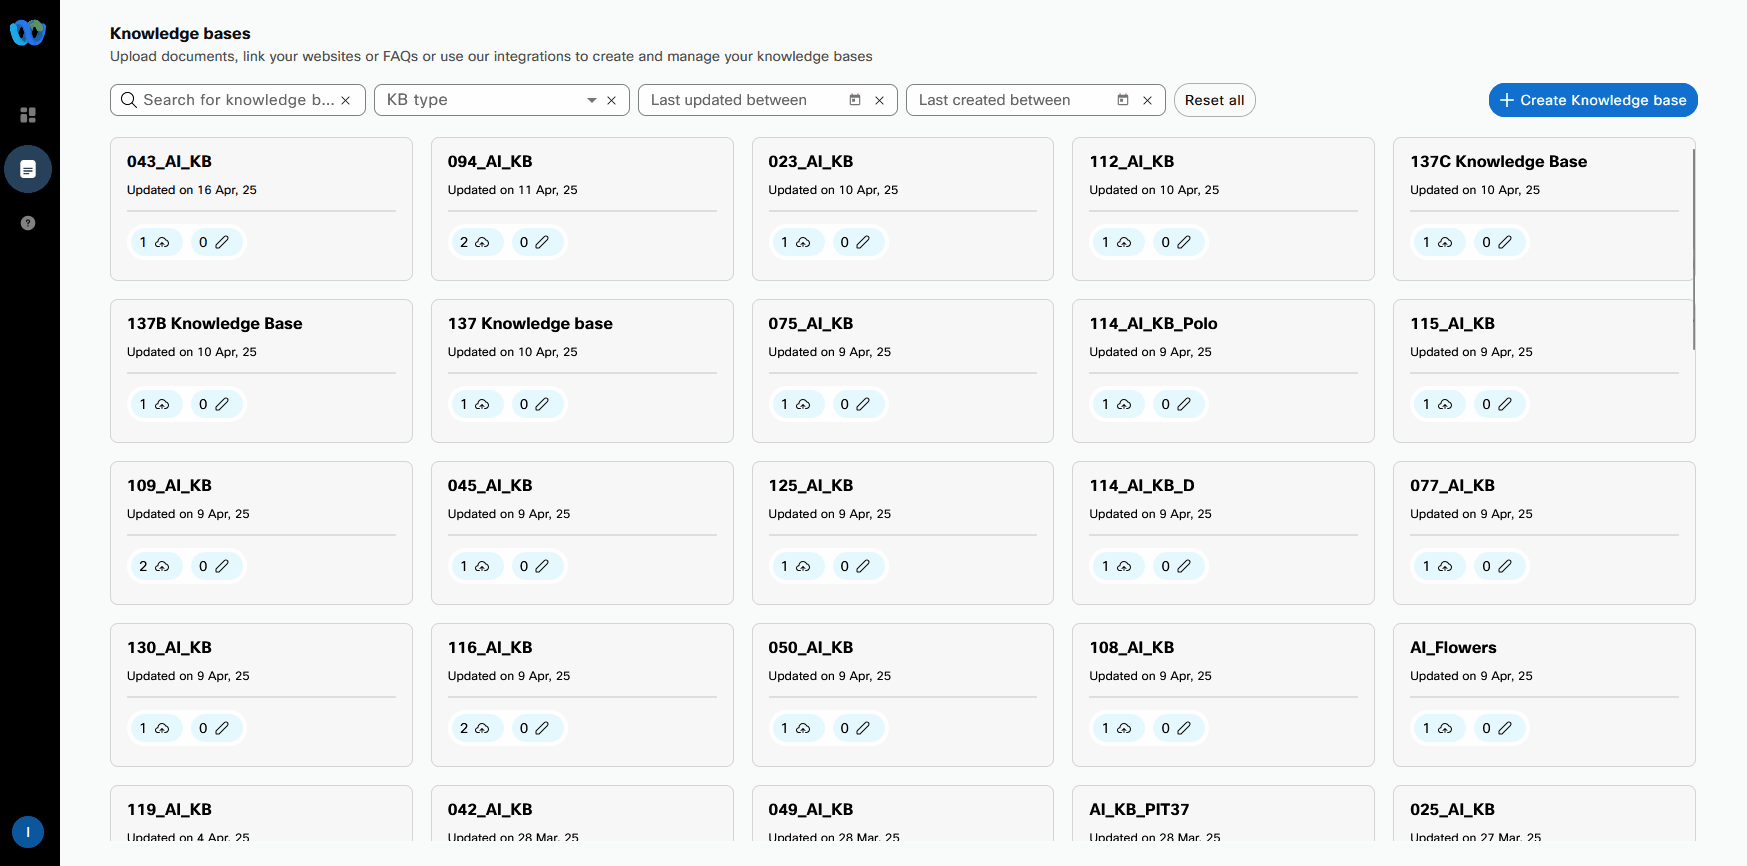 Knowledge bases
Upload documents, link your websites or FAQs or use our integrations to create and manage your knowledge bases
Search for knowledge b...
KB type
Last updated between
Last created between
Reset all
Create Knowledge base
043_AI_KB
Updated on 16 Apr, 25
1
0
094_AI_KB
Updated on 11 Apr, 25
2
0
023_AI_KB
Updated on 10 Apr, 25
1
0
112_AI_KB
Updated on 10 Apr, 25
1
0
137C Knowledge Base
Updated on 10 Apr, 25
1
0
137B Knowledge Base
Updated on 10 Apr, 25
1
0
137 Knowledge base
Updated on 10 Apr, 25
1
0
075_AI_KB
Updated on 9 Apr, 25
1
0
114_AI_KB_Polo
Updated on 9 Apr, 25
1
0
115_AI_KB
Updated on 9 Apr, 25
1
0
109_AI_KB
Updated on 9 Apr, 25
2
0
045_AI_KB
Updated on 9 Apr, 25
1
0
125_AI_KB
Updated on 9 Apr, 25
1
0
114_AI_KB_D
Updated on 9 Apr, 25
1
0
077_AI_KB
Updated on 9 Apr, 25
1
0
130_AI_KB
Updated on 9 Apr, 25
1
0
116_AI_KB
Updated on 9 Apr, 25
2
0
050_AI_KB
Updated on 9 Apr, 25
1
0
108_AI_KB
Updated on 9 Apr, 25
1
0
AI_Flowers
Updated on 9 Apr, 25
1
0
119_AI_KB
Updated on 4 Apr, 25
042_AI_KB
Updated on 28 Mar, 25
049_AI_KB
Updated on 28 Mar, 25
AI_KB_PIT37
Updated on 28 Mar, 25
025_AI_KB
Updated on 27 Mar, 25
I